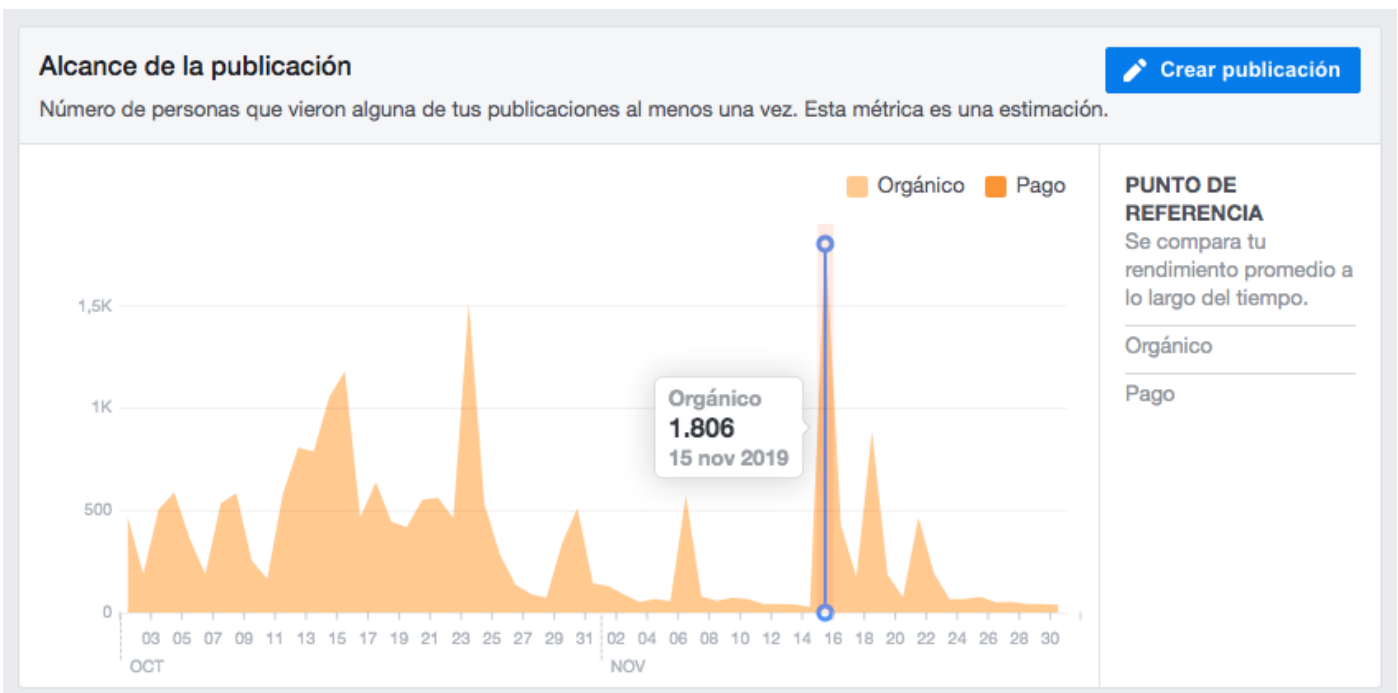 Alcance de la publicación
Crear publicación
Número de personas que vieron alguna de tus publicaciones al menos una vez. Esta métrica es una estimación.
Orgánico Pago
1,5K
1K
500
0
Orgánico
1.806
15 nov 2019
03 05 07 09 11 13 15 17 19 21 23 25 27 29 31 02 04 06 08 10 12 14 16 18 20 22 24 26 28 30
OCT NOV
PUNTO DE
REFERENCIA
Se compara tu
rendimiento promedio a
lo largo del tiempo.
Orgánico
Pago